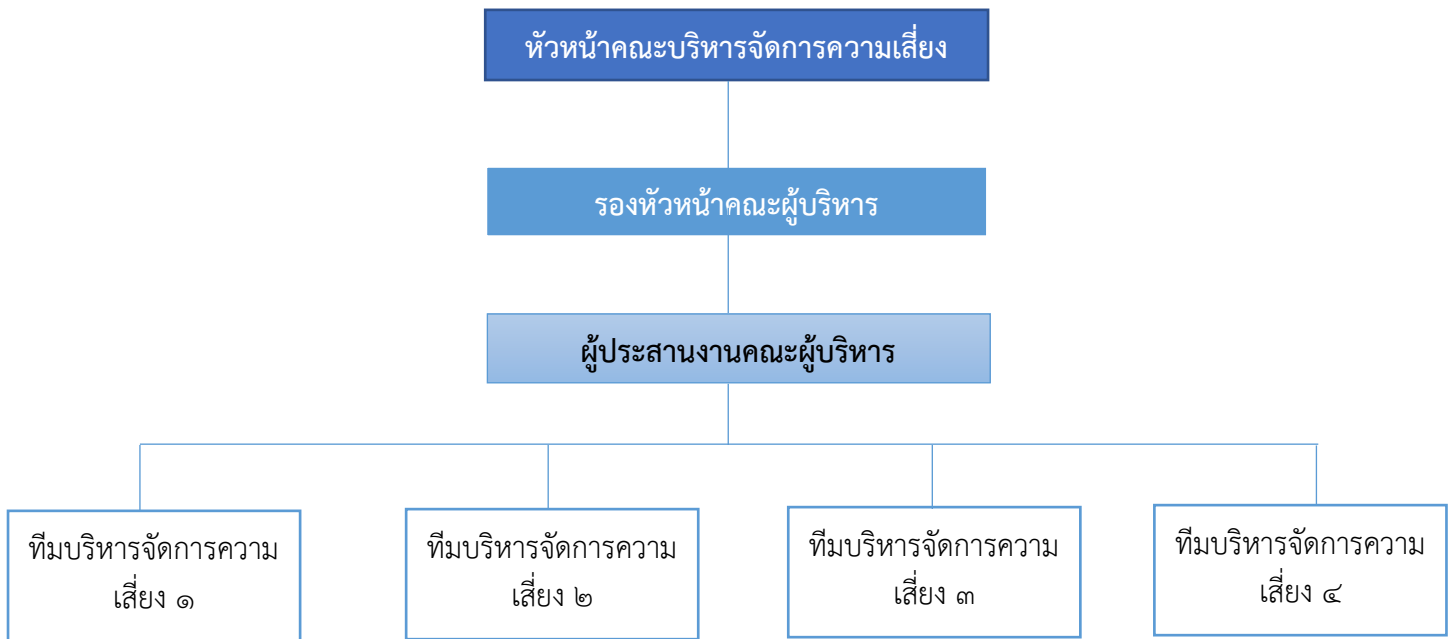 หัวหน้าคณะบริหารจัดการความเสี่ยง
รองหัวหน้าคณะผู้บริหาร
ผู้ประสานงานคณะผู้บริหาร
ทีมบริหารจัดการความ
เสี่ยง ๑
ทีมบริหารจัดการความ
เสี่ยง ๒
ทีมบริหารจัดการความ
เสี่ยง ๓
ทีมบริหารจัดการความ
เสี่ยง ๔